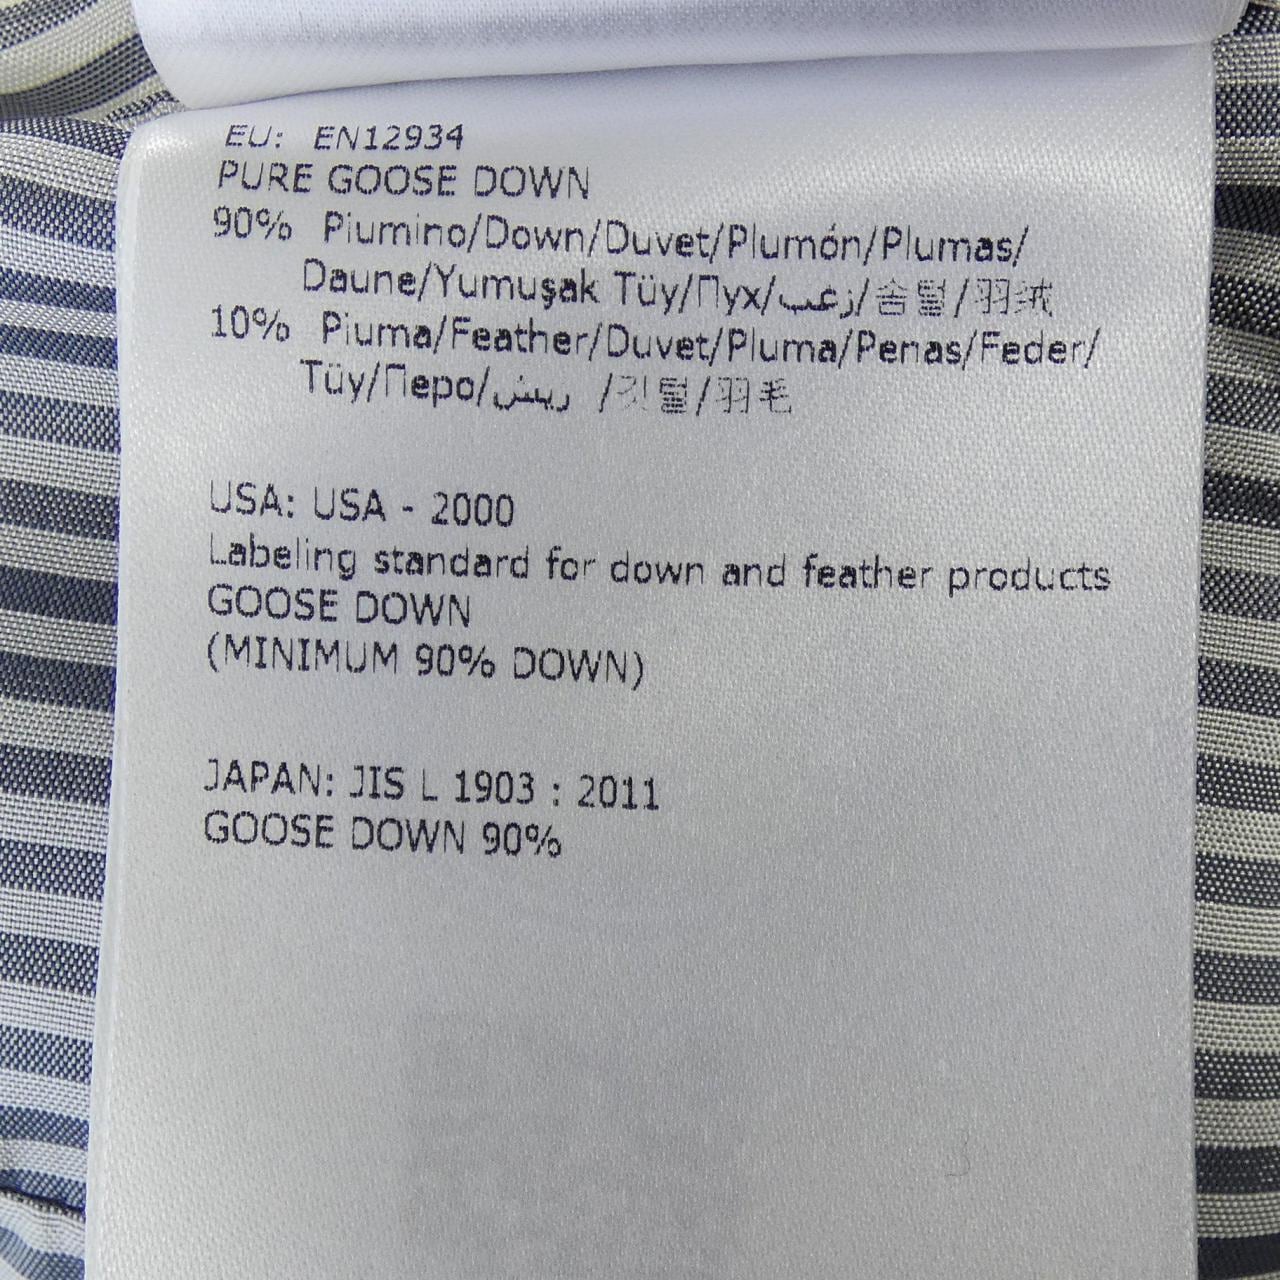 EU: EN12934
PURE GOOSE DOWN
90% Piumino/Down/Duvet/Plumón/Plumas/
Daune/Yumuşak Tüy/Пух/زغب/솜털/羽绒
10% Piuma/Feather/Duvet/Pluma/Penas/Feder/
Tüy/Перо/ريش /깃털/羽毛
USA: USA - 2000
Labeling standard for down and feather products
GOOSE DOWN
(MINIMUM 90% DOWN)
JAPAN: JIS L 1903 : 2011
GOOSE DOWN 90%